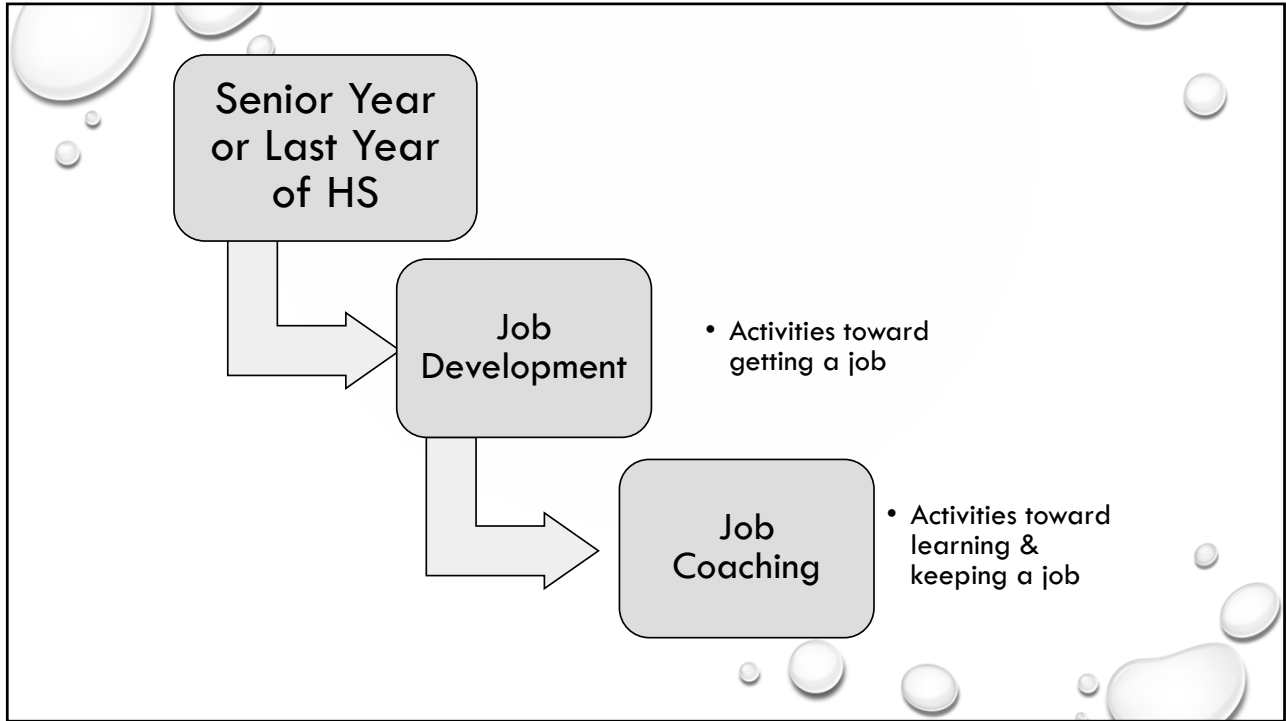 Senior Year
or Last Year
of HS
Job
Development
• Activities toward
getting a job
Job
Coaching
• Activities toward
learning &
keeping a job